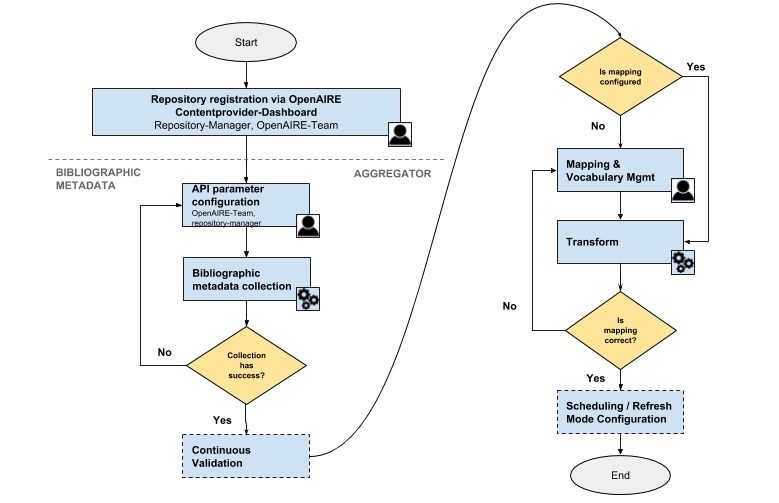 Start
Repository registration via OpenAIRE
Contentprovider-Dashboard
Repository-Manager, OpenAIRE-Team
BIBLIOGRAPHIC
METADATA
AGGREGATOR
API parameter
configuration
OpenAIRE-Team,
repository-manager
Bibliographic
metadata collection
No
Collection
has
success?
Yes
Continuous
Validation
Is mapping
configured
Yes
No
Mapping &
Vocabulary Mgmt
Transform
No
Is
mapping
correct?
Yes
Scheduling / Refresh
Mode Configuration
End